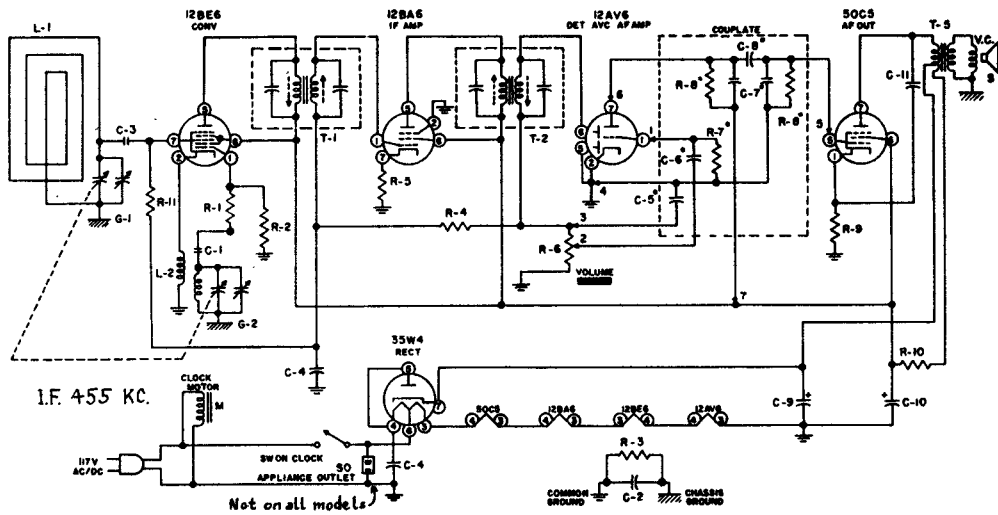 12BE6
CONV
12BA6
IF AMP
12AV6
DET AVC AF AMP
50C5
AF OUT
L-1
COUPLATE
T-5
V.C.
S
C-8*
C-11
R-8*
C-7*
R-8*
C-3
T-1
T-2
R-7*
C-6*
C-5*
R-5
R-11
R-1
R-2
G-1
R-4
R-9
L-2
C-1
R-6
VOLUME
G-2
7
35W4
RECT
R-10
C-4
I.F. 455 KC.
CLOCK
MOTOR
M
C-9
C-10
50C5
12BA6
12BE6
12AV6
117V
AC/DC
SW ON CLOCK
SO
APPLIANCE OUTLET
C-4
R-3
C-2
COMMON
GROUND
CHASSIS
GROUND
Not on all models